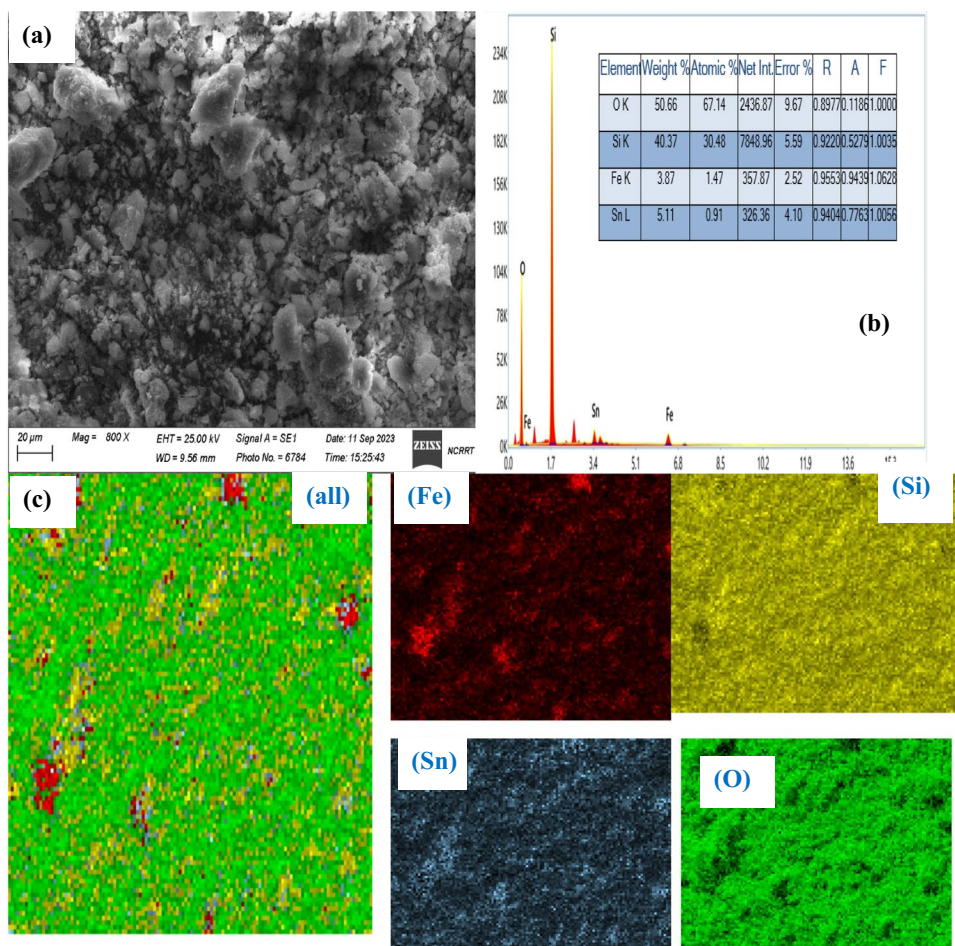 (a)
20 µm
Mag = 800 X
EHT = 25.00 kV
Signal A = SE1
Date: 11 Sep 2023
WD = 9.56 mm
Photo No. = 6784
Time: 15:25:43
ZEISS
NCRRT
234K
208K
182K
156K
130K
104K
78K
52K
26K
0K
Si
O
Fe
Sn
Fe
Element Weight % Atomic % Net Int. Error % R A F
O K 50.66 67.14 2436.87 9.67 0.8977 0.1186 1.0000
Si K 40.37 30.48 7848.96 5.59 0.9220 0.5279 1.0035
Fe K 3.87 1.47 357.87 2.52 0.9553 0.9439 1.0628
Sn L 5.11 0.91 326.36 4.10 0.9404 0.7763 1.0056
(b)
0.0 1.7 3.4 5.1 6.8 8.5 10.2 11.9 13.6
(c)
(all)
(Fe)
(Si)
(Sn)
(O)